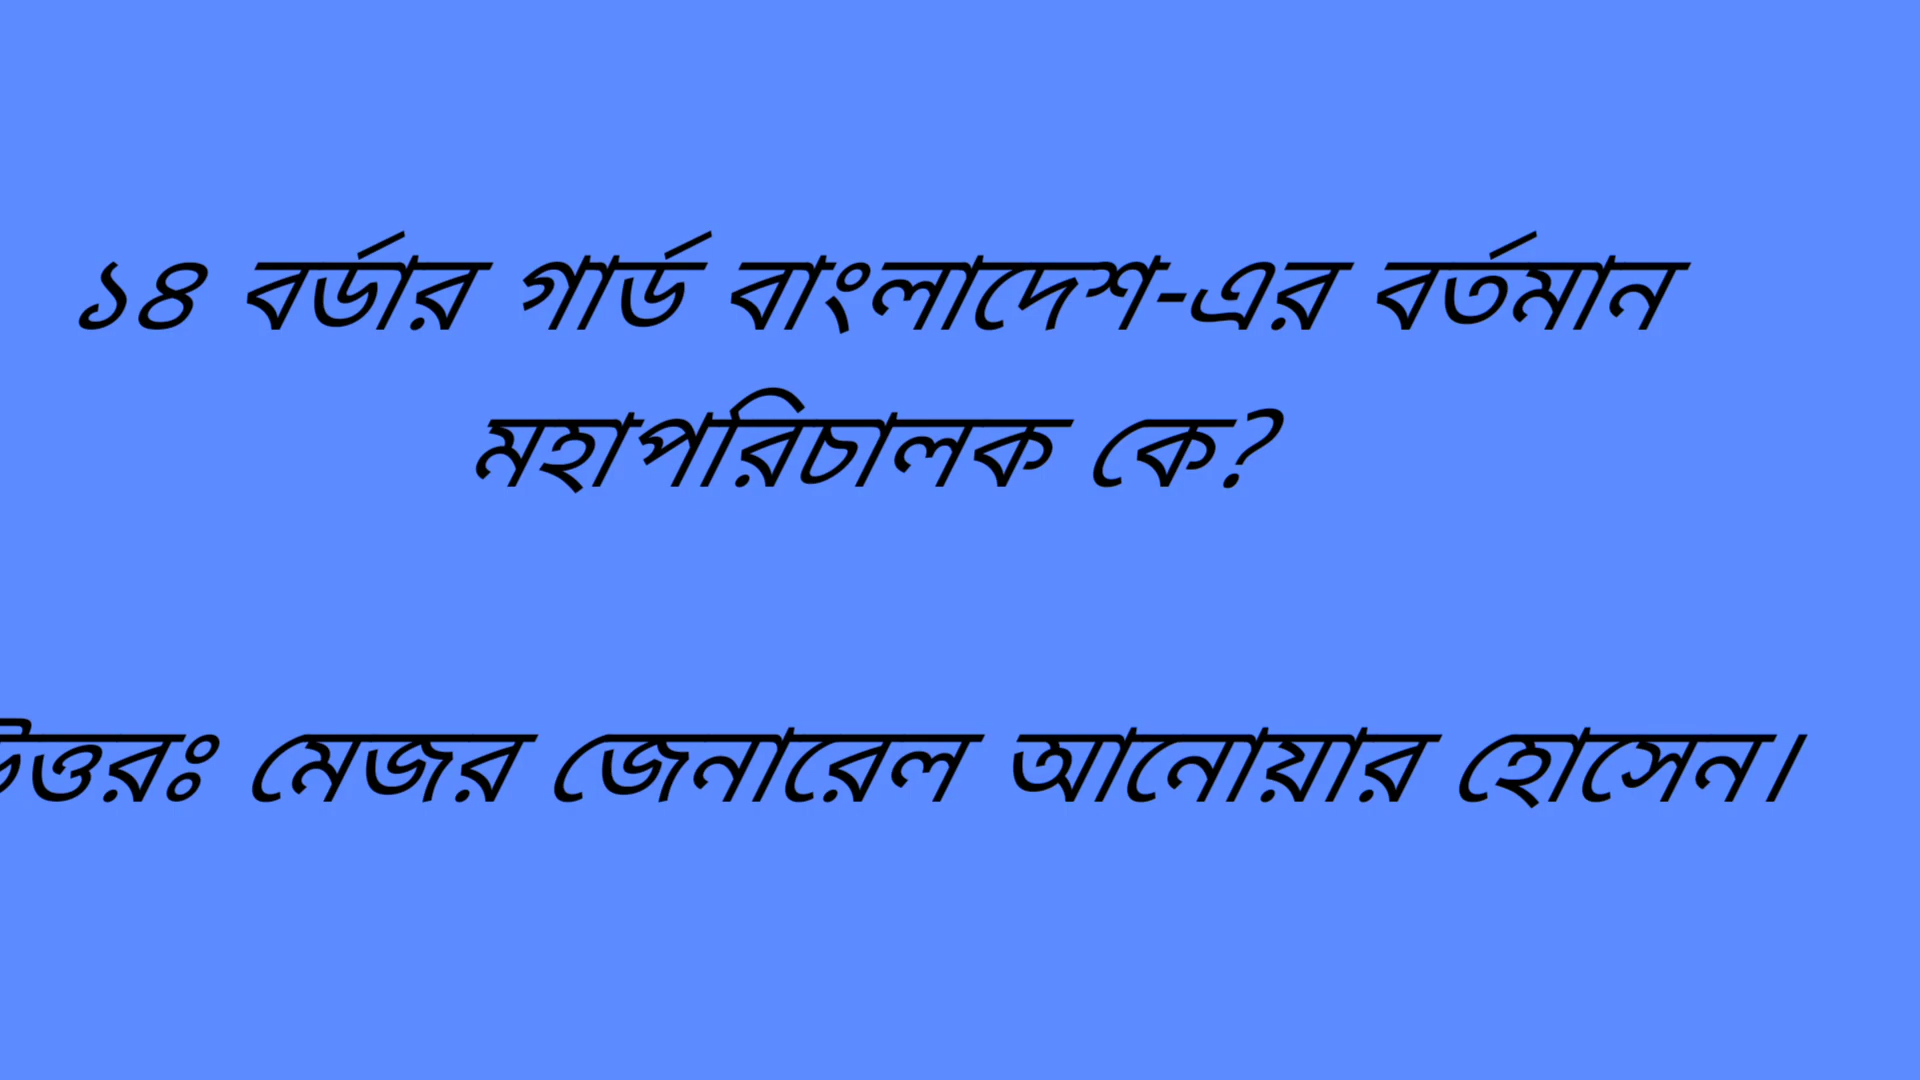 ১৪ বর্ডার গার্ড বাংলাদেশ-এর বর্তমান
মহাপরিচালক কে?
উত্তরঃ মেজর জেনারেল আনোয়ার হোসেন।